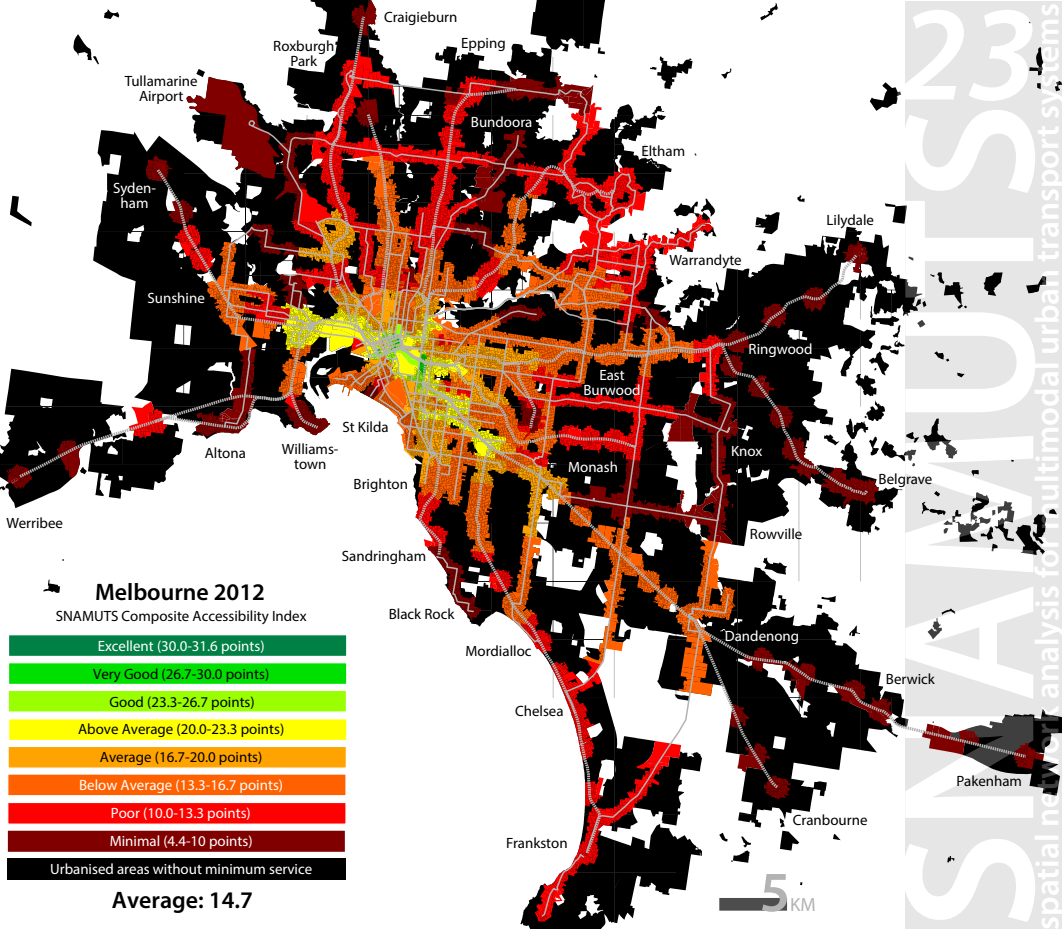 Craigieburn
Roxburgh
Park
Epping
Tullamarine
Airport
Bundoora
Eltham
Syden-
ham
Lilydale
Warrandyte
Sunshine
Ringwood
East
Burwood
St Kilda
Altona
Williams-
town
Monash
Knox
Brighton
Belgrave
Werribee
Rowville
Sandringham
Black Rock
Mordialloc
Dandenong
Berwick
Chelsea
Pakenham
Cranbourne
Frankston
Melbourne 2012
SNAMUTS Composite Accessibility Index
Excellent (30.0-31.6 points)
Very Good (26.7-30.0 points)
Good (23.3-26.7 points)
Above Average (20.0-23.3 points)
Average (16.7-20.0 points)
Below Average (13.3-16.7 points)
Poor (10.0-13.3 points)
Minimal (4.4-10 points)
Urbanised areas without minimum service
Average: 14.7
5 KM
SNAMUTS 23
spatial network analysis for multimodal urban transport systems